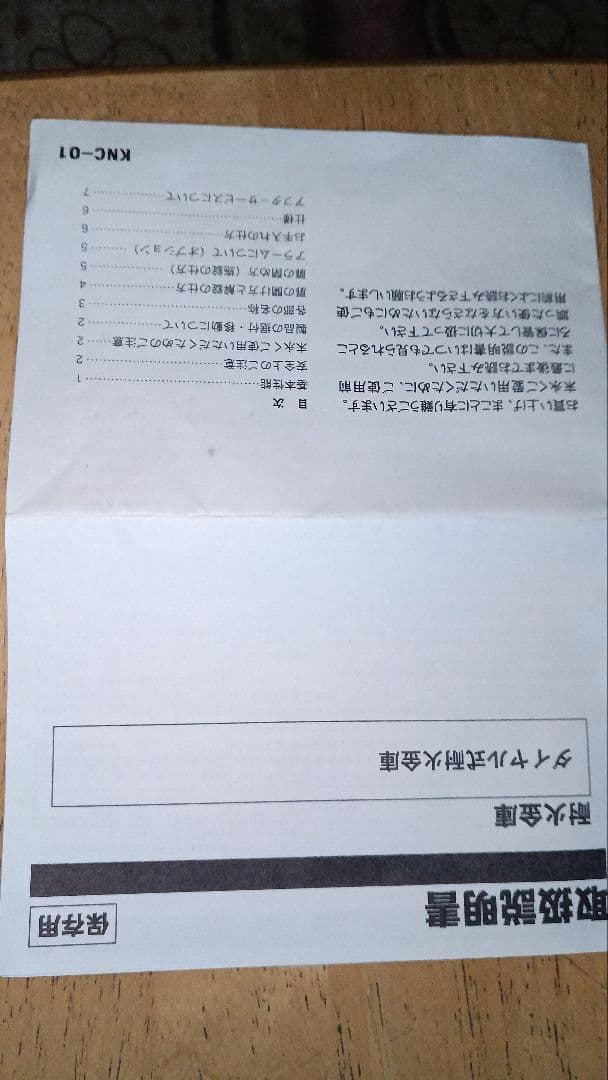 保存用
取扱説明書
耐火金庫
ダイヤル式耐火金庫
お買い上げ、まことに有り難うございます。
末永くご愛用いただくために、ご使用前
に最後までお読み下さい。
また、この説明書はいつでも見られるとこ
ろに保管して大切に扱って下さい。
誤った使い方をなさらないためにもご使
用前によくお読み下さるようお願いします。
目 次
基本性能 1
安全上のご注意 2
末永くご使用いただくためのご注意 2
製品の据付・移動について 2
各部の名称 3
扉の開け方と解錠の仕方 4
扉の閉め方（施錠の仕方） 5
アラームについて（オプション） 5
お手入れの仕方 6
仕様 6
アフターサービスについて 7
KNC-01